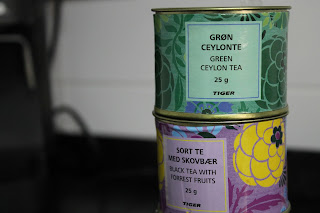 GRØN
CEYLONTE
GREEN
CEYLON TEA
25 g
TIGER
SORT TE
MED SKOVBÆR
BLACK TEA WITH
FORREST FRUITS
25 g
TIGER